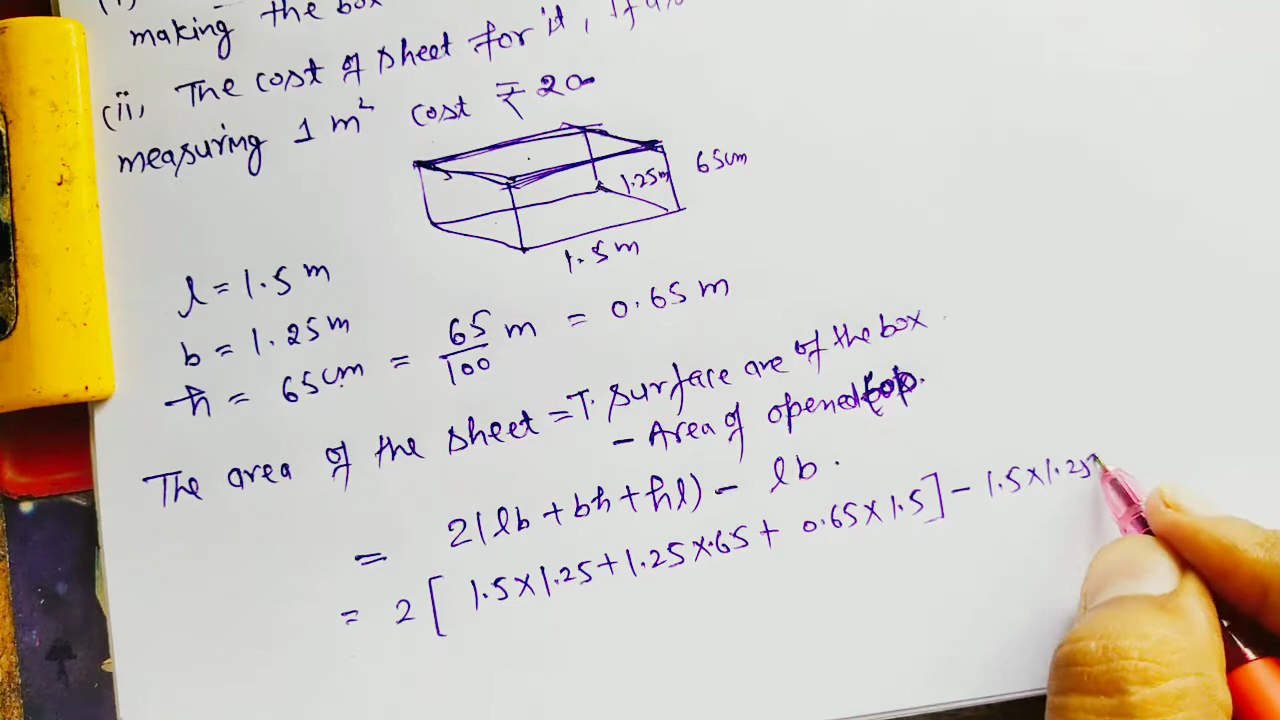 making the box
(ii) The cost of sheet for it, If a
measuring 1 m² cost ₹ 20
65cm
1.25m
1.5 m
l = 1.5 m
b = 1.25m
h = 65cm = 65/100 m = 0.65 m
The area of the sheet = T. surface are of the box
- Area of opened top.
= 2(lb + bh + hl) - lb.
= 2 [ 1.5 x 1.25 + 1.25 x .65 + 0.65 x 1.5 ] - 1.5 x 1.25